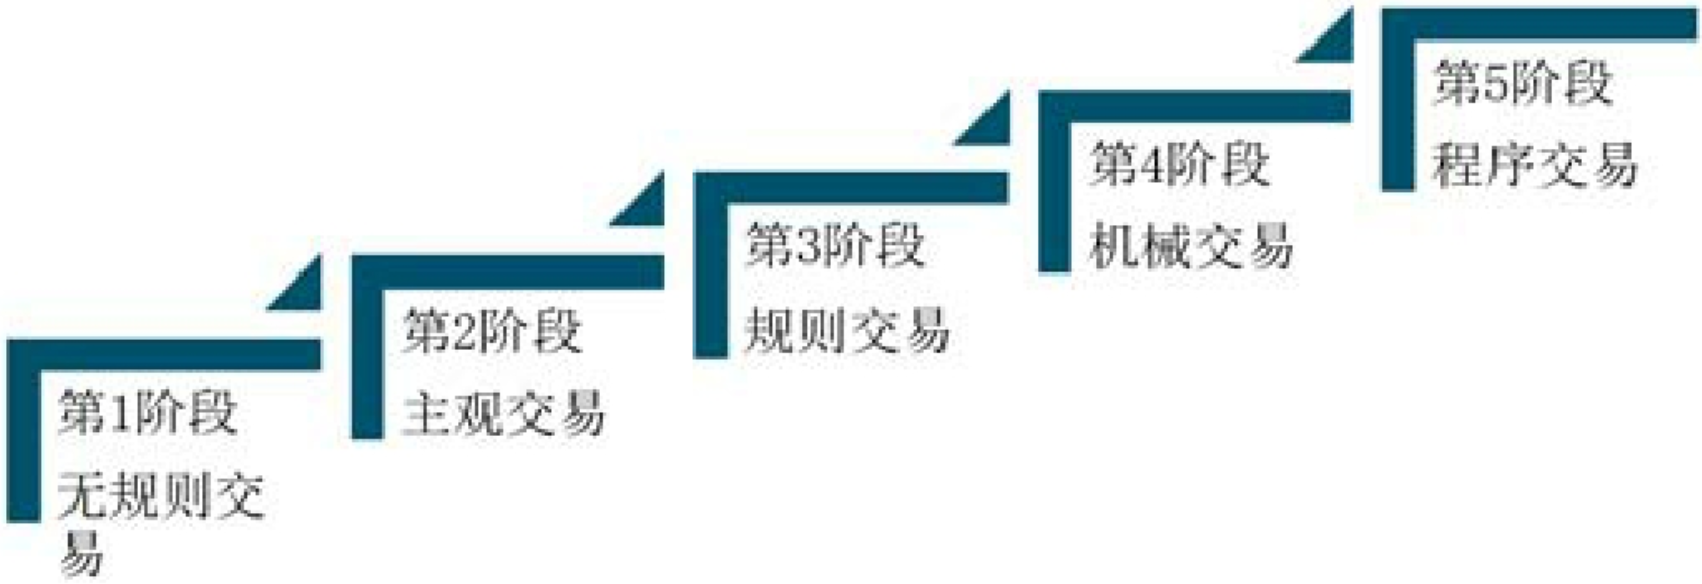 第1阶段
无规则交
易
第2阶段
主观交易
第3阶段
规则交易
第4阶段
机械交易
第5阶段
程序交易